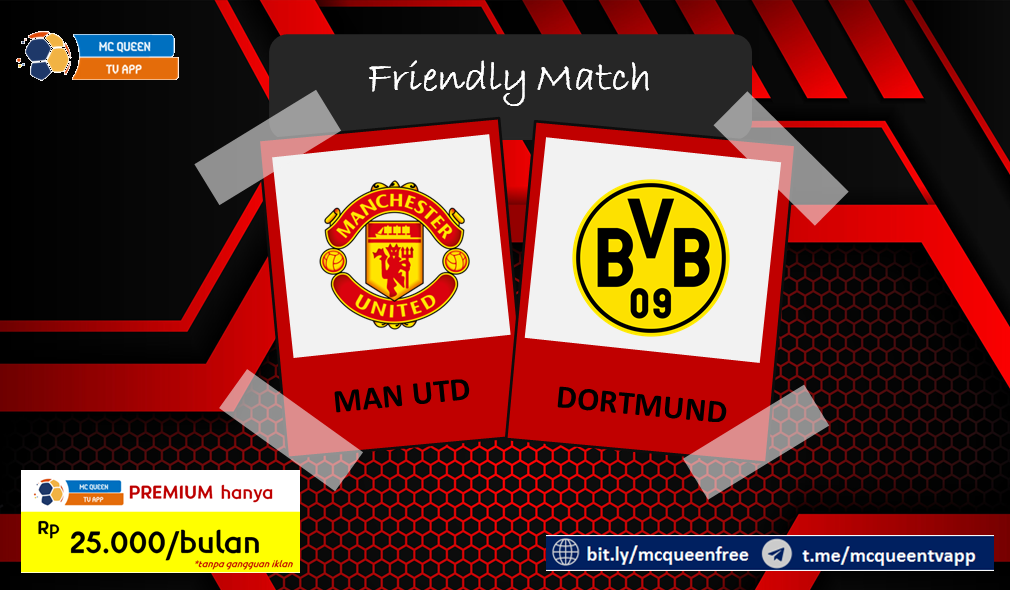 MC QUEEN
TV APP
Friendly Match
MANCHESTER
UNITED
BVB
09
MAN UTD
DORTMUND
MC QUEEN
TV APP
PREMIUM hanya
Rp 25.000/bulan
*tanpa gangguan iklan
bit.ly/mcqueenfree
t.me/mcqueentvapp